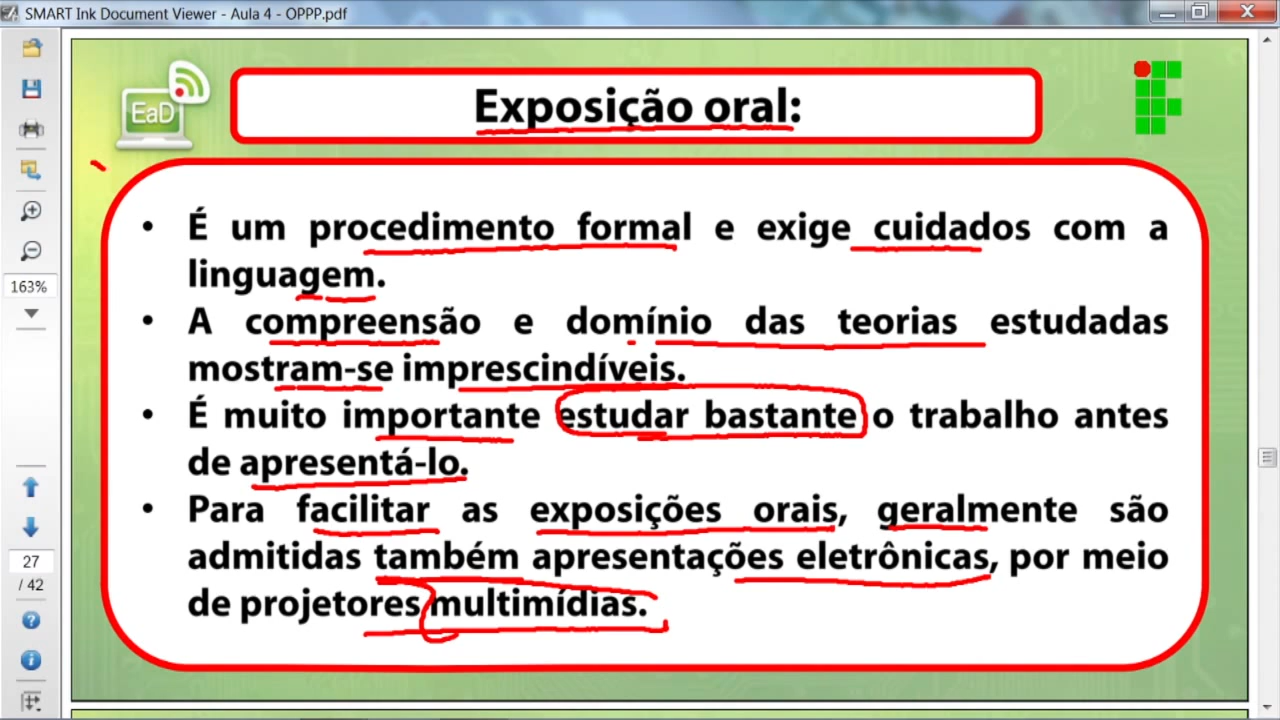 SMART Ink Document Viewer - Aula 4 - OPPP.pdf
EaD
Exposição oral:
• É um procedimento formal e exige cuidados com a
linguagem.
• A compreensão e domínio das teorias estudadas
mostram-se imprescindíveis.
• É muito importante estudar bastante o trabalho antes
de apresentá-lo.
• Para facilitar as exposições orais, geralmente são
admitidas também apresentações eletrônicas, por meio
de projetores multimídias.
163%
27
/ 42